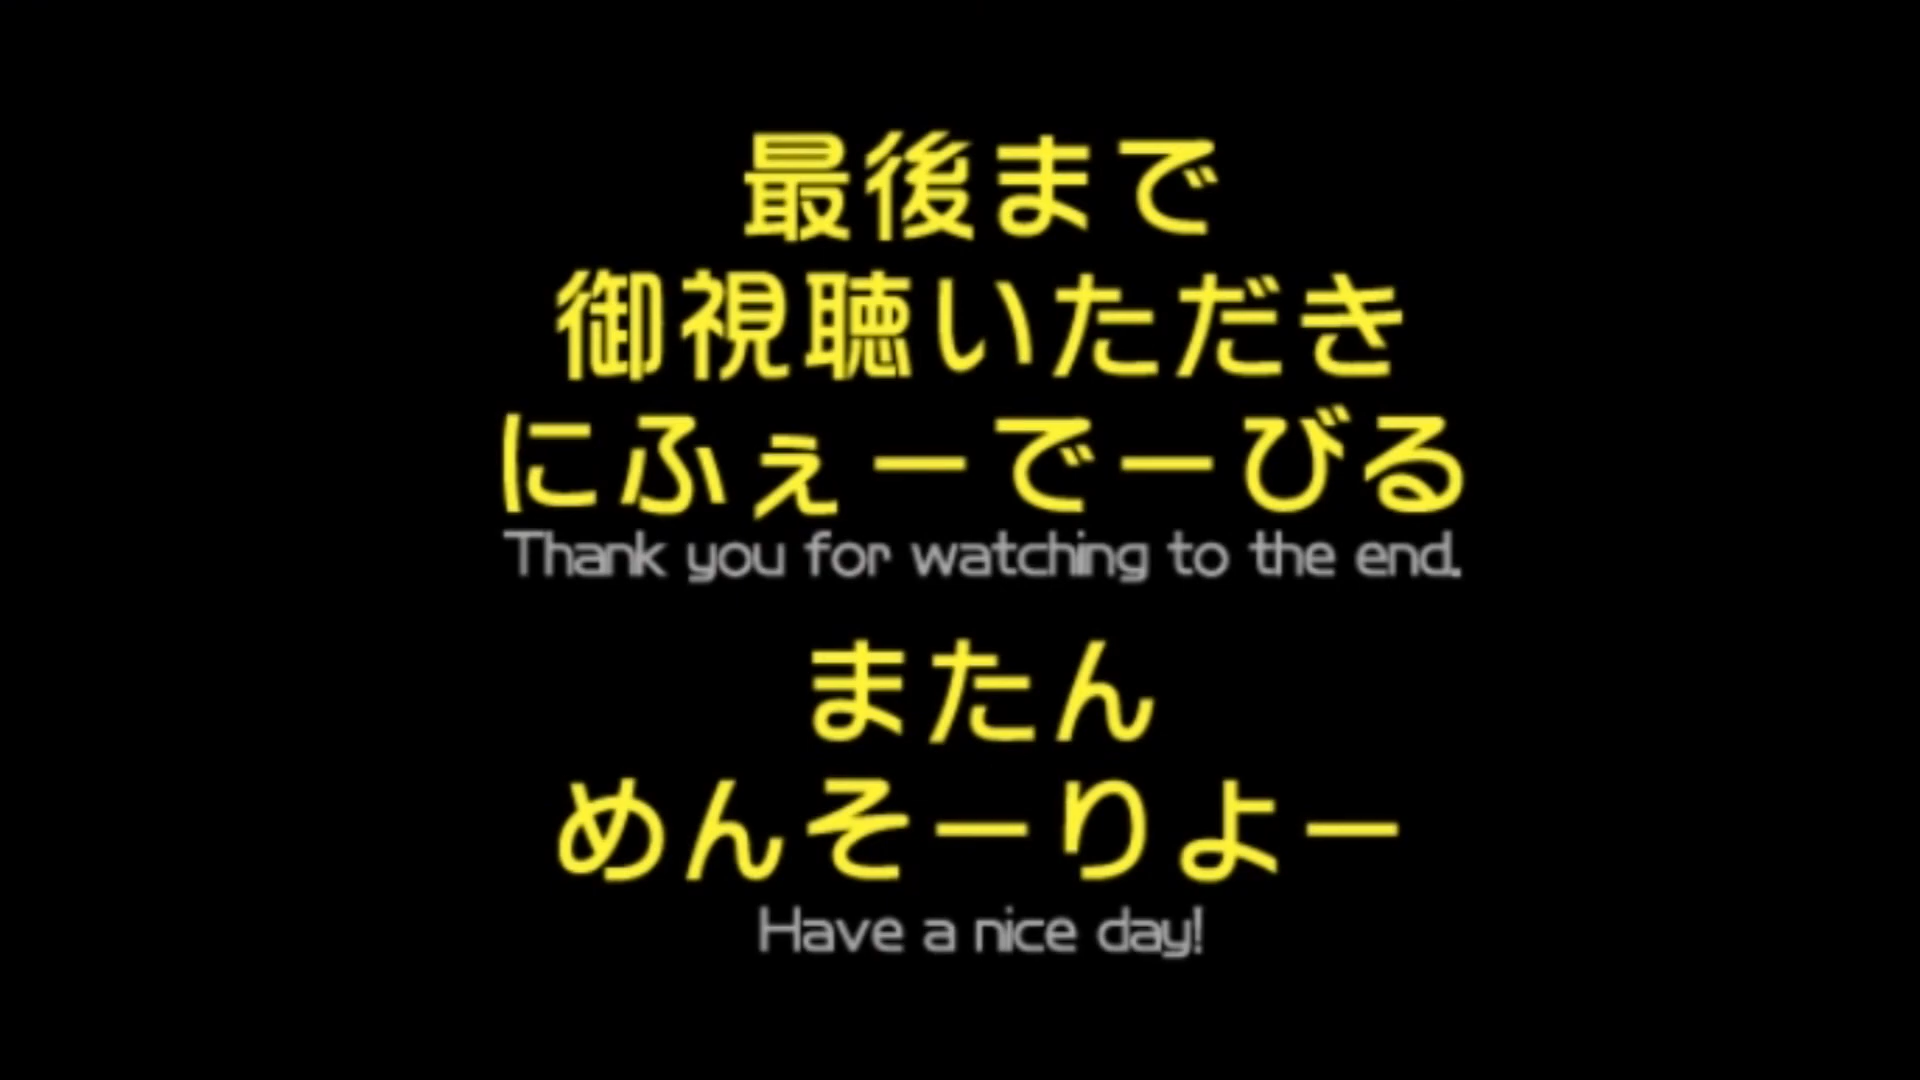 最後まで
御視聴いただき
にふぇーでーびる
Thank you for watching to the end.
またん
めんそーりよー
Have a nice day!